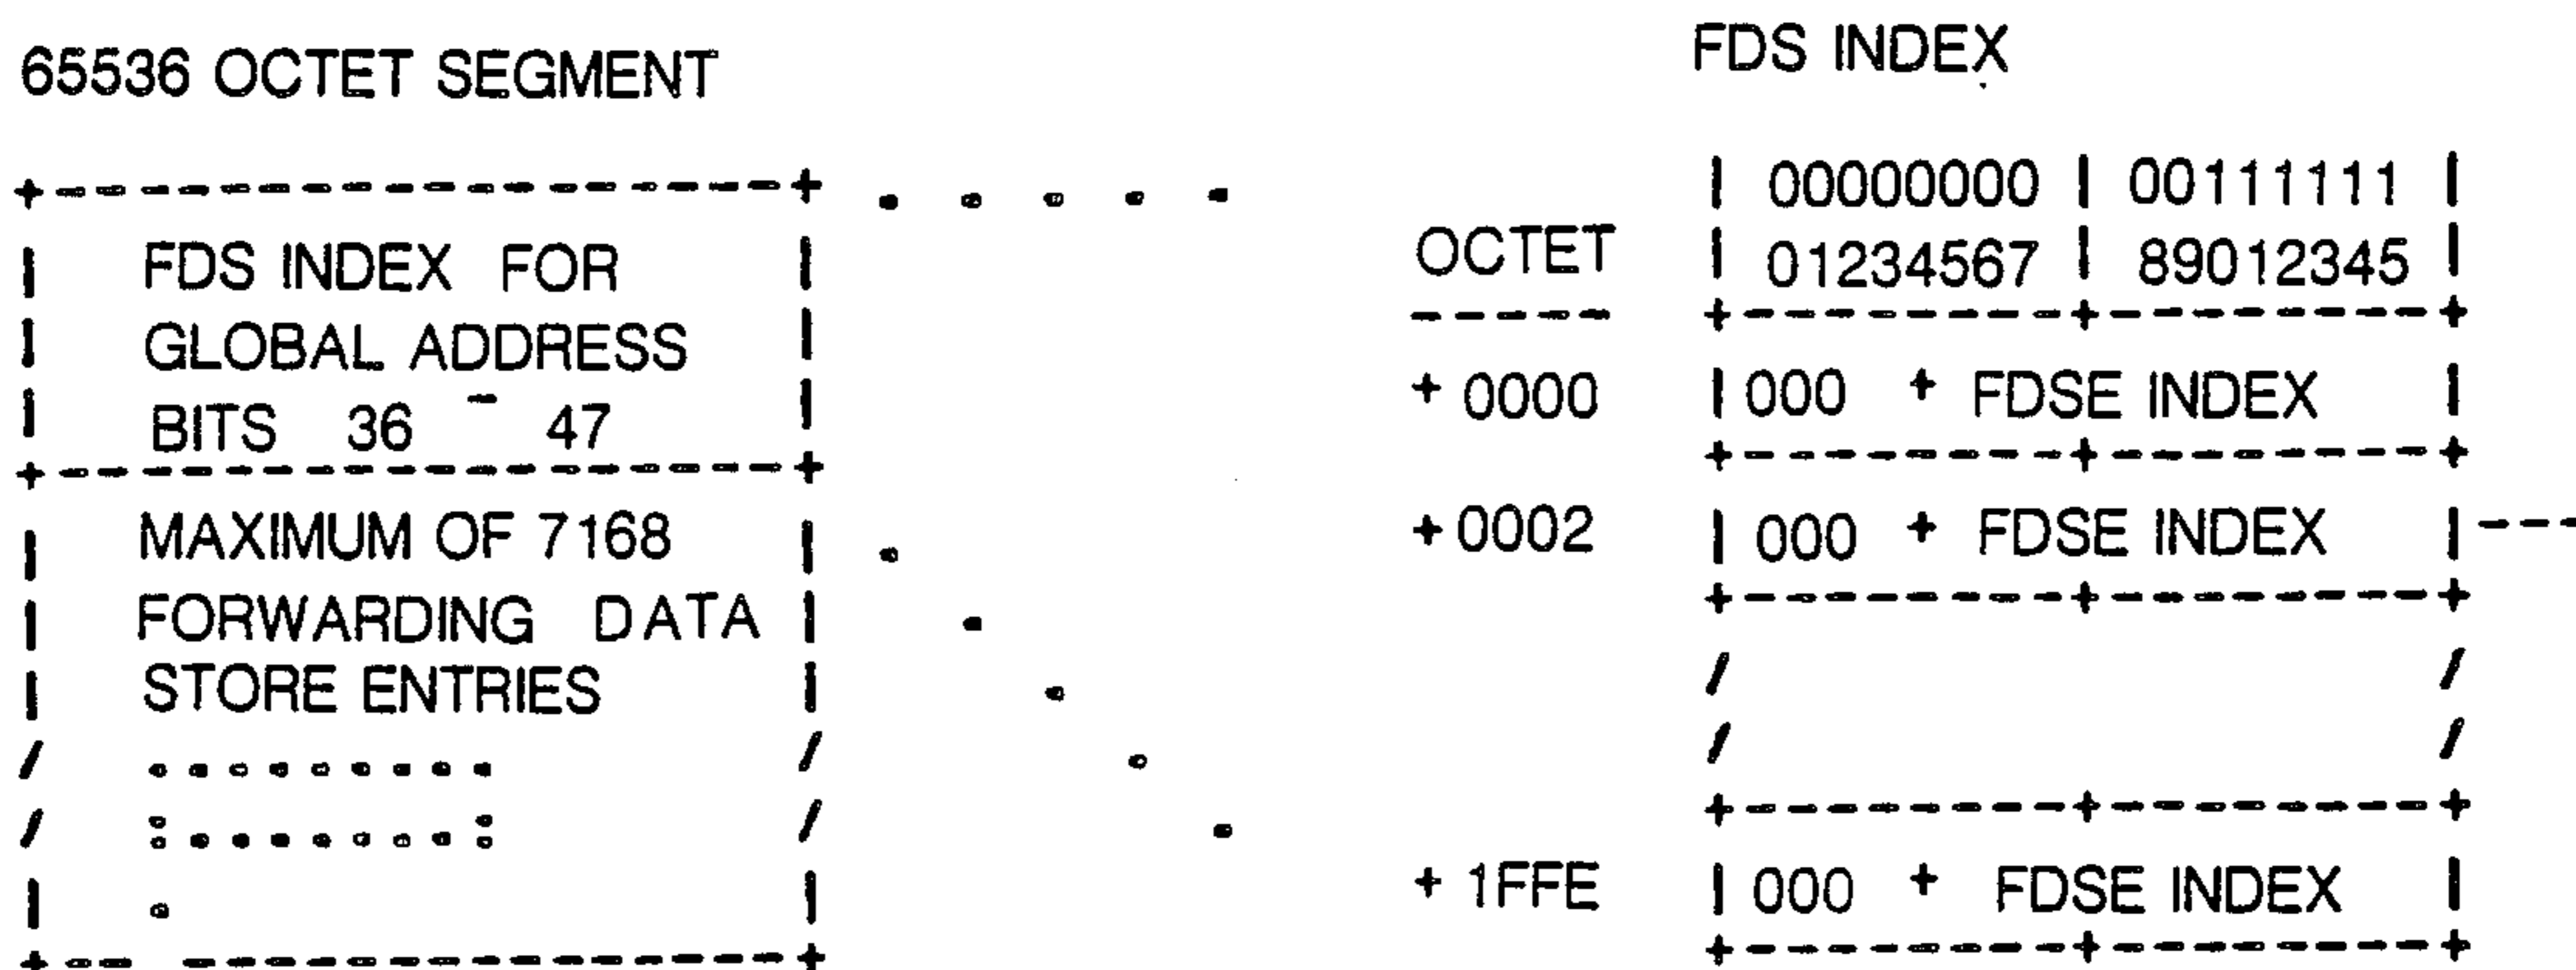 65536 OCTET SEGMENT
FDS INDEX FOR
GLOBAL ADDRESS
BITS 36 - 47
MAXIMUM OF 7168
FORWARDING DATA
STORE ENTRIES
FDS INDEX
| 00000000 | 00111111 |
OCTET | 01234567 | 89012345 |
+ 0000 | 000 + FDSE INDEX |
+ 0002 | 000 + FDSE INDEX |
+ 1FFE | 000 + FDSE INDEX |